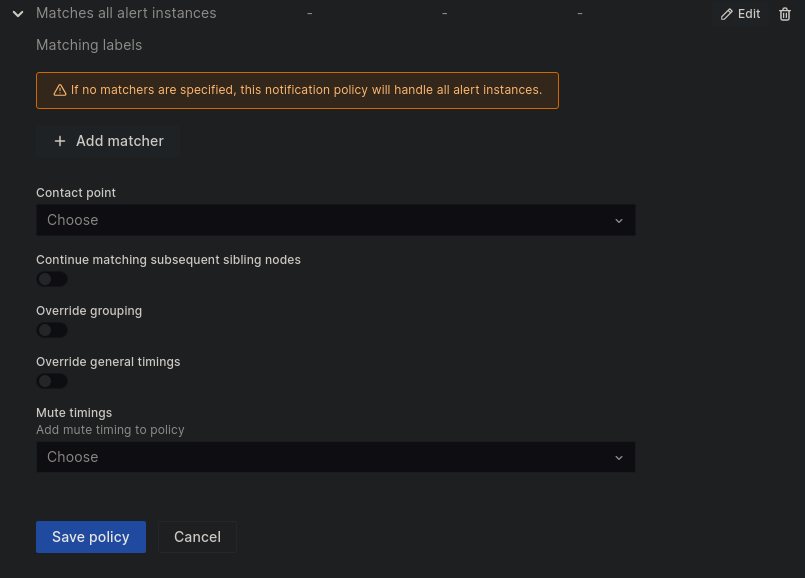 Matches all alert instances - - - Edit
Matching labels
If no matchers are specified, this notification policy will handle all alert instances.
+ Add matcher
Contact point
Choose
Continue matching subsequent sibling nodes
Override grouping
Override general timings
Mute timings
Add mute timing to policy
Choose
Save policy Cancel